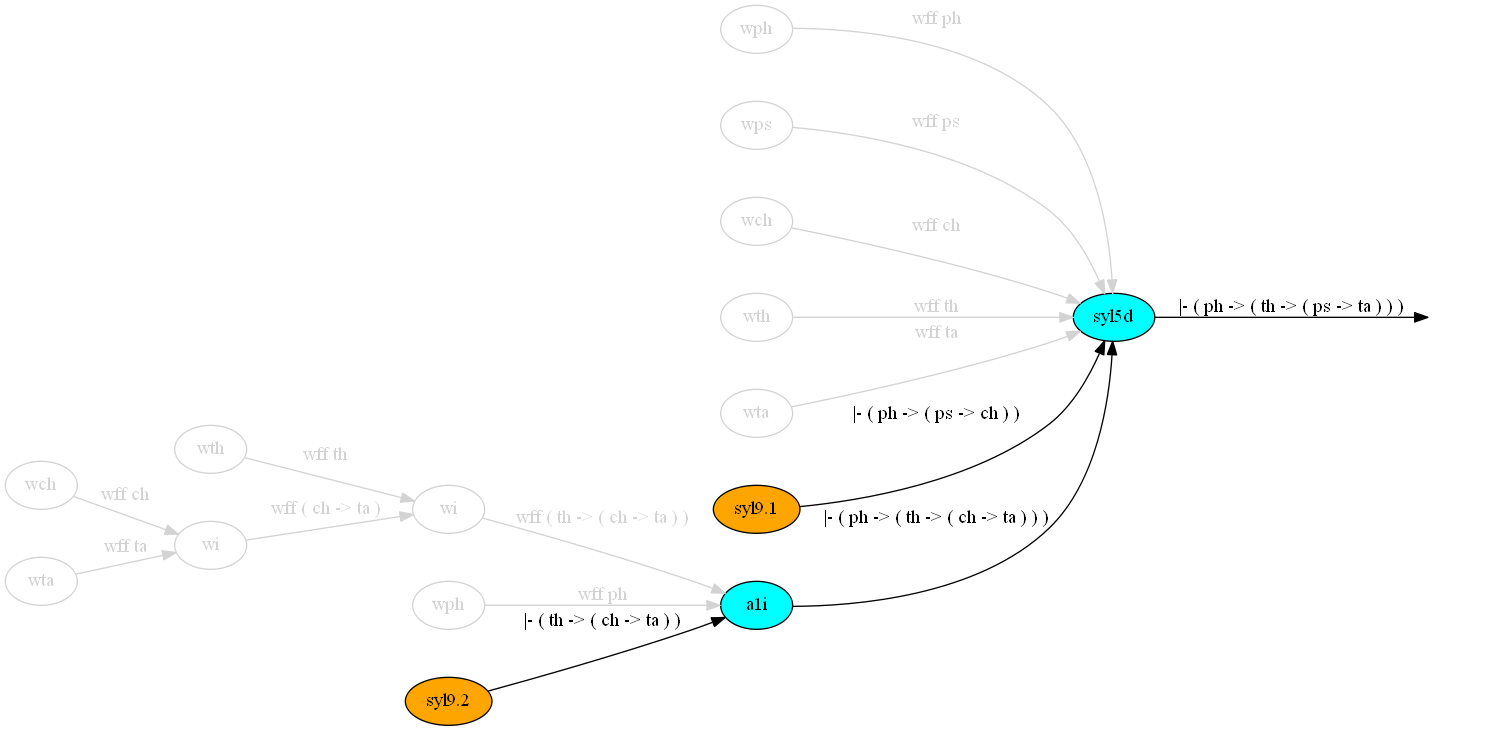 wph
wff ph
wps
wff ps
wch
wff ch
wth
wff th
syl5d
|- ( ph -> ( th -> ( ps -> ta ) ) )
wff ta
wta
|- ( ph -> ( ps -> ch ) )
wth
wff th
wch
wff ch
wff ( ch -> ta )
wi
wff ( th -> ( ch -> ta ) )
syl9.1
|- ( ph -> ( th -> ( ch -> ta ) ) )
wff ta
wi
wta
wph
wff ph
a1i
|- ( th -> ( ch -> ta ) )
syl9.2